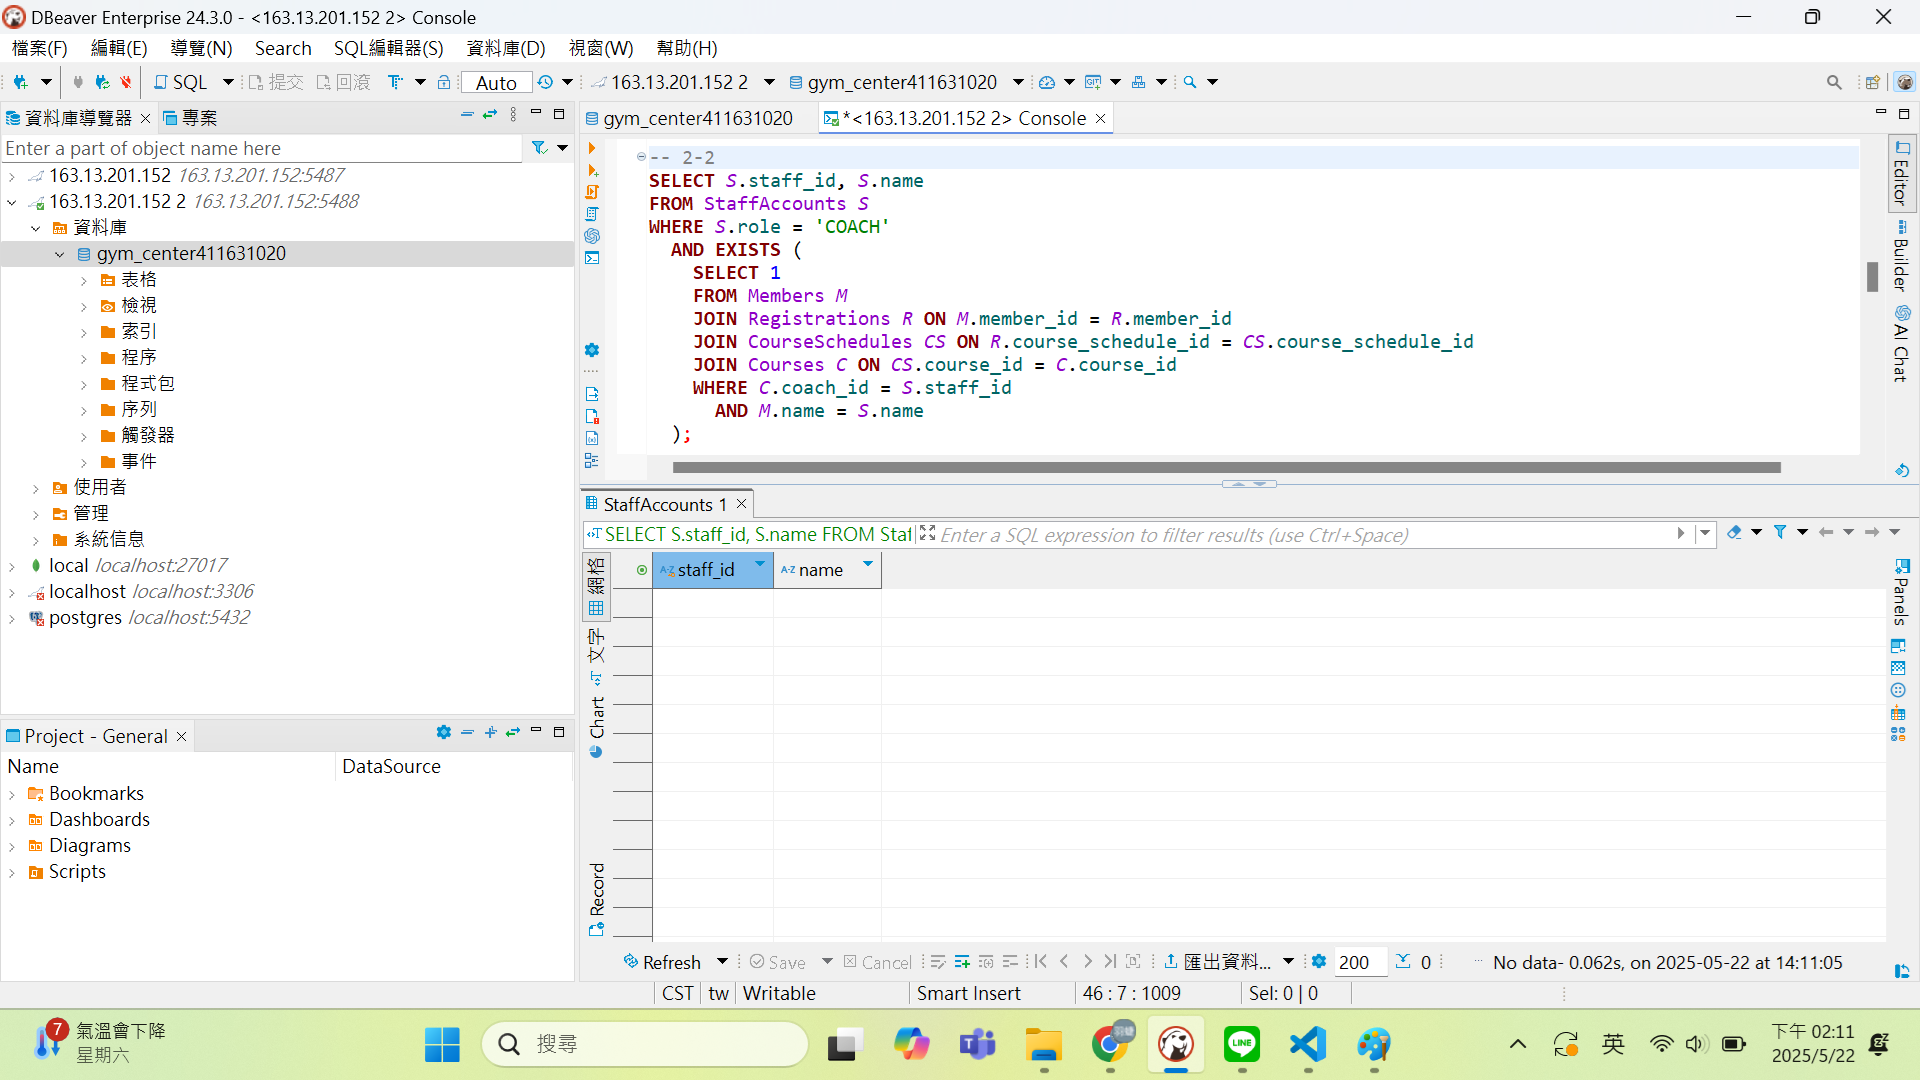 DBeaver Enterprise 24.3.0 - <163.13.201.152 2> Console
檔案(F) 編輯(E) 導覽(N) Search SQL編輯器(S) 資料庫(D) 視窗(W) 幫助(H)
SQL 提交 回滾 Auto 163.13.201.152 2 gym_center411631020
資料庫導覽器 專案
Enter a part of object name here
163.13.201.152 163.13.201.152:5487
163.13.201.152 2 163.13.201.152:5488
資料庫
gym_center411631020
表格
檢視
索引
程序
程式包
序列
觸發器
事件
使用者
管理
系統信息
local localhost:27017
localhost localhost:3306
postgres localhost:5432
Project - General
Name DataSource
Bookmarks
Dashboards
Diagrams
Scripts
gym_center411631020 *<163.13.201.152 2> Console
-- 2-2
SELECT S.staff_id, S.name
FROM StaffAccounts S
WHERE S.role = 'COACH'
AND EXISTS (
SELECT 1
FROM Members M
JOIN Registrations R ON M.member_id = R.member_id
JOIN CourseSchedules CS ON R.course_schedule_id = CS.course_schedule_id
JOIN Courses C ON CS.course_id = C.course_id
WHERE C.coach_id = S.staff_id
AND M.name = S.name
);
Editor
Builder
AI Chat
StaffAccounts 1
SELECT S.staff_id, S.name FROM Staf Enter a SQL expression to filter results (use Ctrl+Space)
網格
文字
Chart
Record
staff_id name
Panels
Refresh Save Cancel 匯出資料... 200 0 No data- 0.062s, on 2025-05-22 at 14:11:05
CST tw Writable Smart Insert 46 : 7 : 1009 Sel: 0 | 0
7 氣溫會下降
星期六
搜尋
LINE
英
下午 02:11
2025/5/22